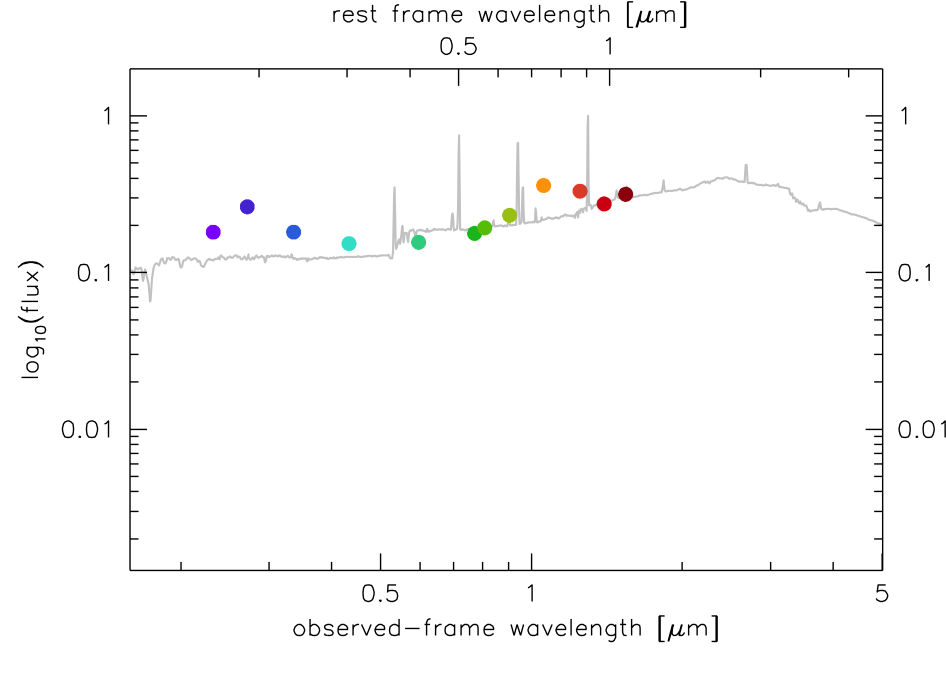 rest frame wavelength [μm]
0.5 1
1 1
0.1 0.1
log10(flux)
0.01 0.01
0.5 1 5
observed-frame wavelength [μm]